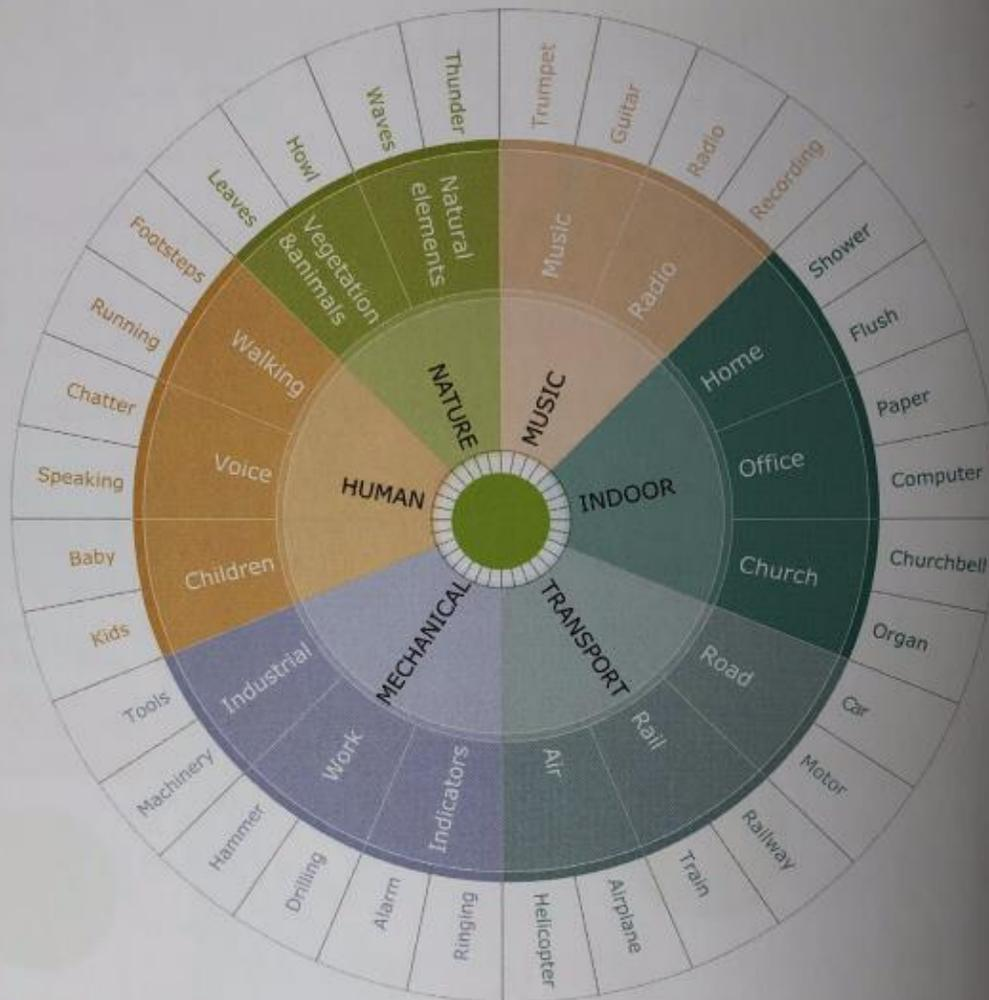 Trumpet
Guitar
Radio
Recording
Shower
Flush
Paper
Computer
Churchbell
Organ
Car
Motor
Railway
Train
Airplane
Helicopter
Ringing
Alarm
Drilling
Hammer
Machinery
Tools
Kids
Baby
Speaking
Chatter
Running
Footsteps
Leaves
Howl
Waves
Thunder
Music
Radio
Home
Office
Church
Road
Rail
Air
Indicators
Work
Industrial
Children
Voice
Walking
Vegetation
&animals
Natural
elements
MUSIC
INDOOR
TRANSPORT
MECHANICAL
HUMAN
NATURE